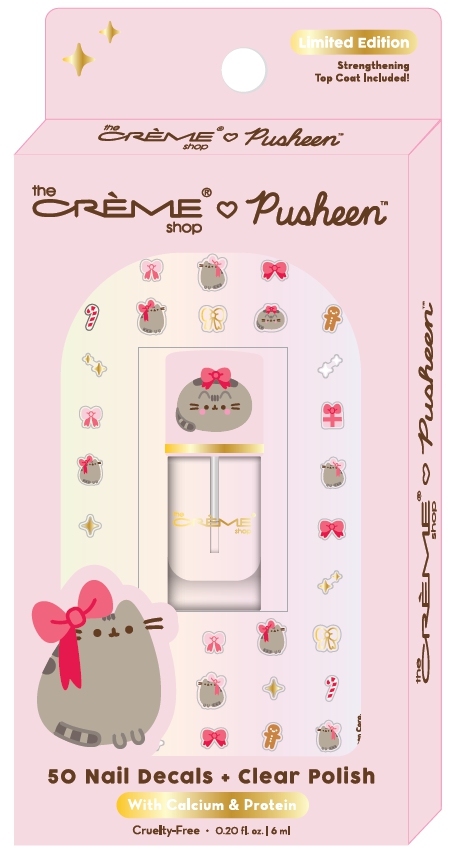 Limited Edition
Strengthening
Top Coat Included!
the CRÈME® shop ♡ Pusheen™
the CRÈME® shop ♡ Pusheen™
the CRÈME® shop ♡ Pusheen™
CRÈME
shop
50 Nail Decals + Clear Polish
With Calcium & Protein
Cruelty-Free • 0.20 fl. oz. | 6 ml